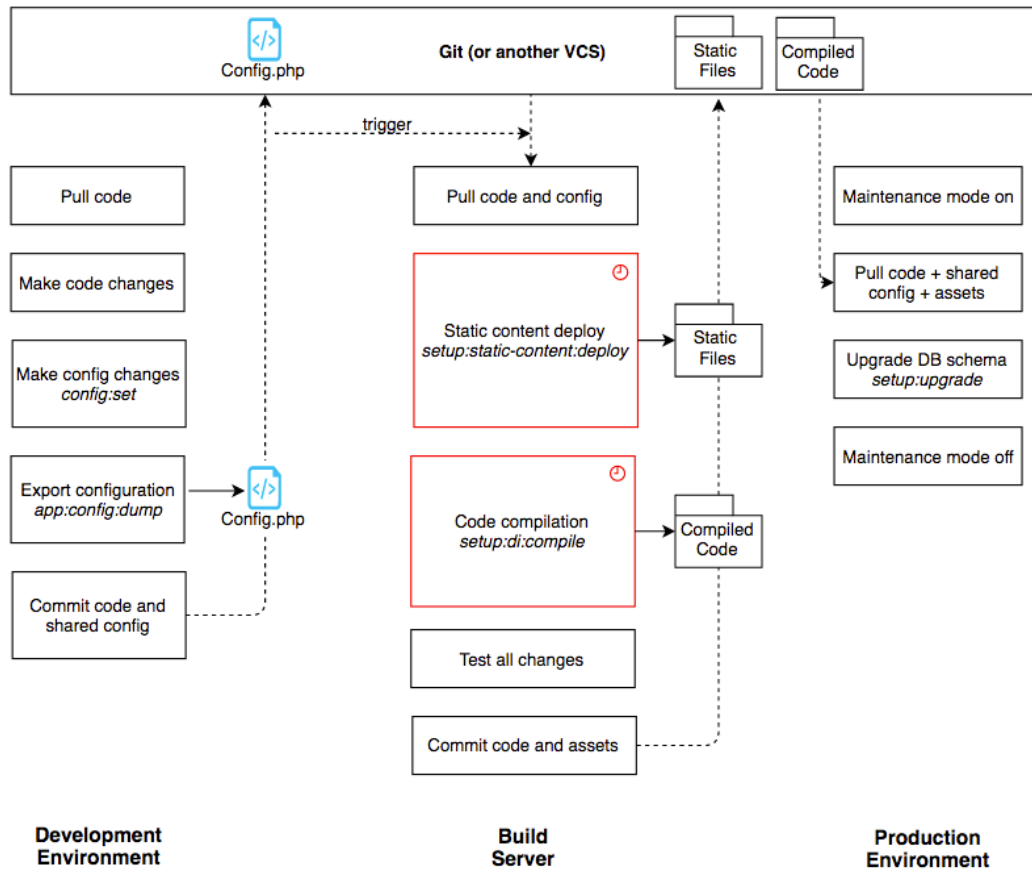 Config.php
Git (or another VCS)
Static
Files
Compiled
Code
trigger
Pull code
Make code changes
Make config changes
config:set
Export configuration
app:config:dump
Config.php
Commit code and
shared config
Pull code and config
Static content deploy
setup:static-content:deploy
Static
Files
Code compilation
setup:di:compile
Compiled
Code
Test all changes
Commit code and assets
Maintenance mode on
Pull code + shared
config + assets
Upgrade DB schema
setup:upgrade
Maintenance mode off
Development
Environment
Build
Server
Production
Environment